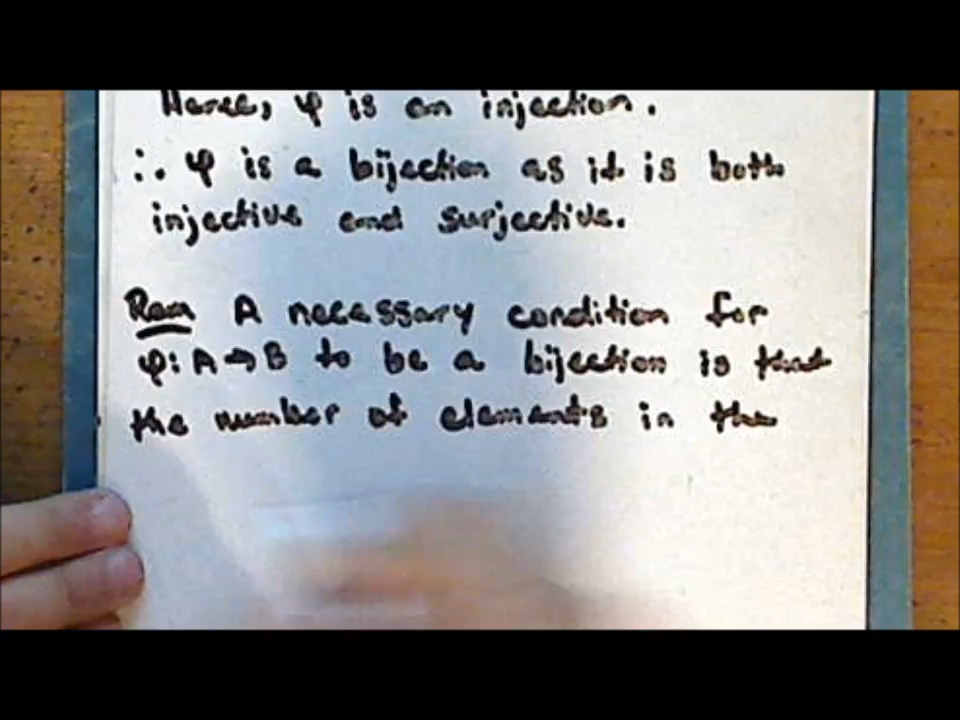 Hence, φ is an injection.
∴ φ is a bijection as it is both
injective and surjective.
Rem A necessary condition for
φ: A → B to be a bijection is that
the number of elements in the